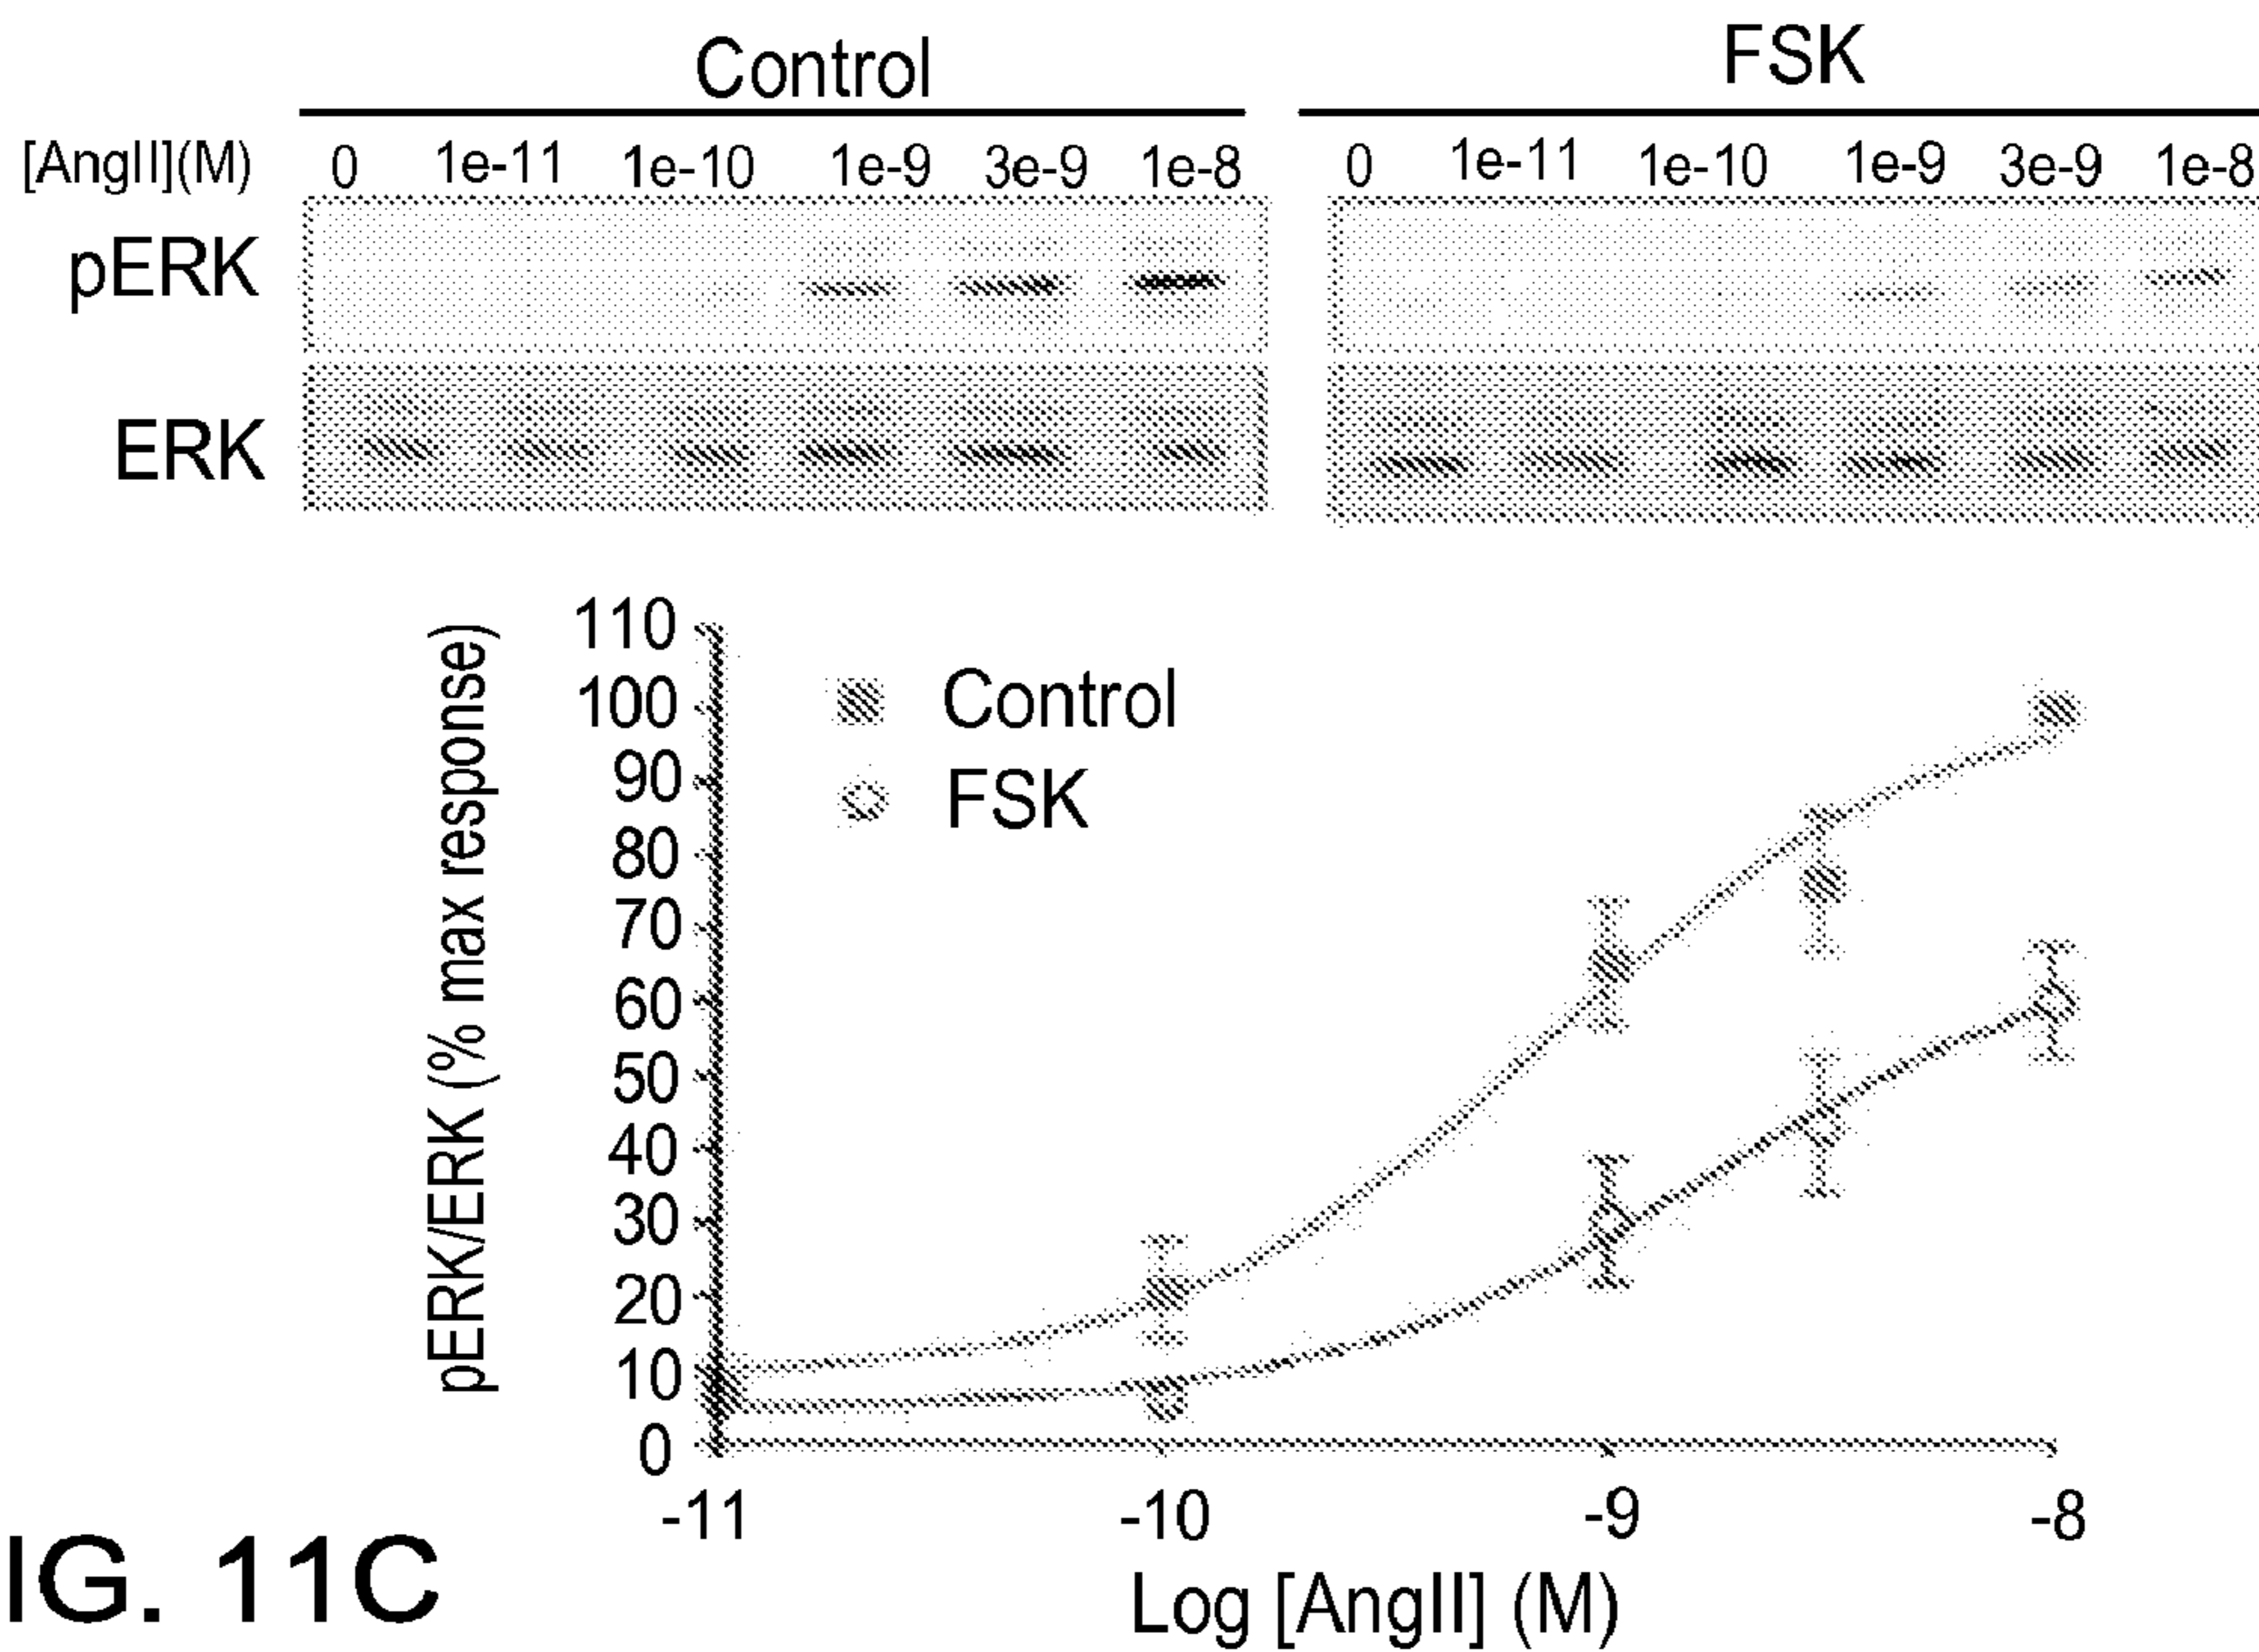 Control FSK
[AngII](M) 0 1e-11 1e-10 1e-9 3e-9 1e-8 0 1e-11 1e-10 1e-9 3e-9 1e-8
pERK
ERK
pERK/ERK (% max response)
110
100
90
80
70
60
50
40
30
20
10
0
Control
FSK
-11 -10 -9 -8
Log [AngII] (M)
IG. 11C